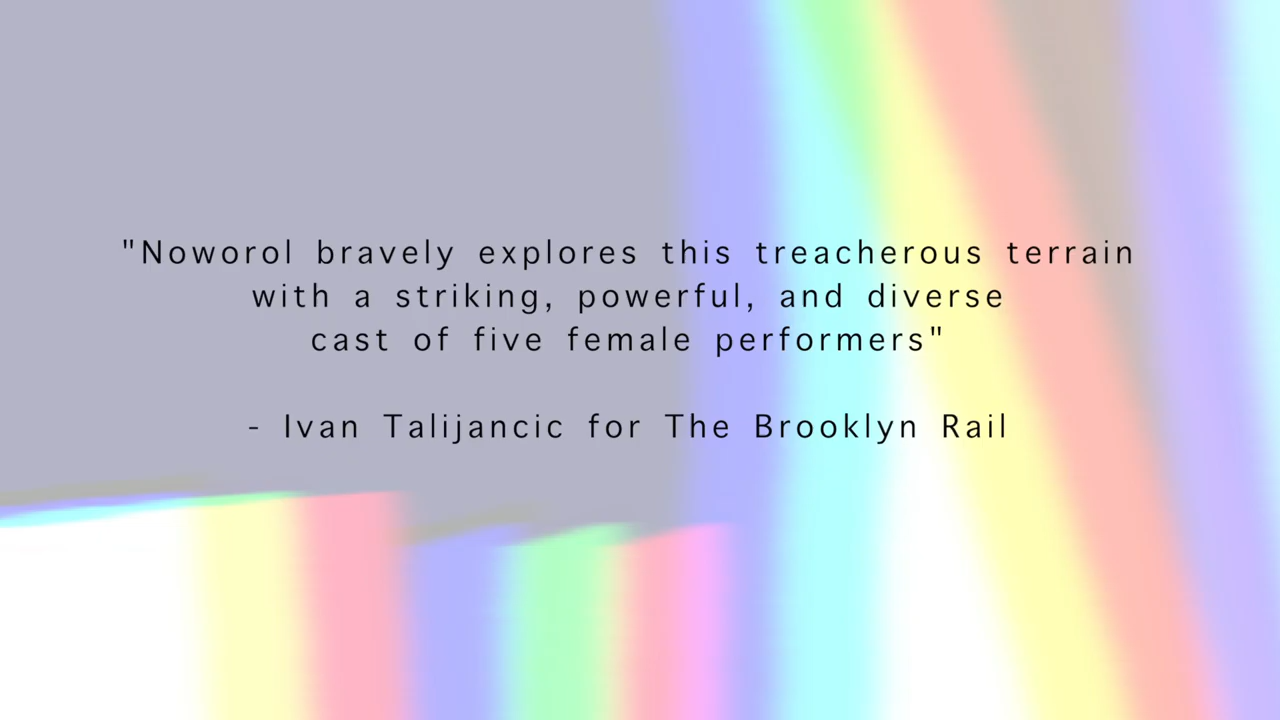 "Noworol bravely explores this treacherous terrain
with a striking, powerful, and diverse
cast of five female performers"
- Ivan Talijancic for The Brooklyn Rail